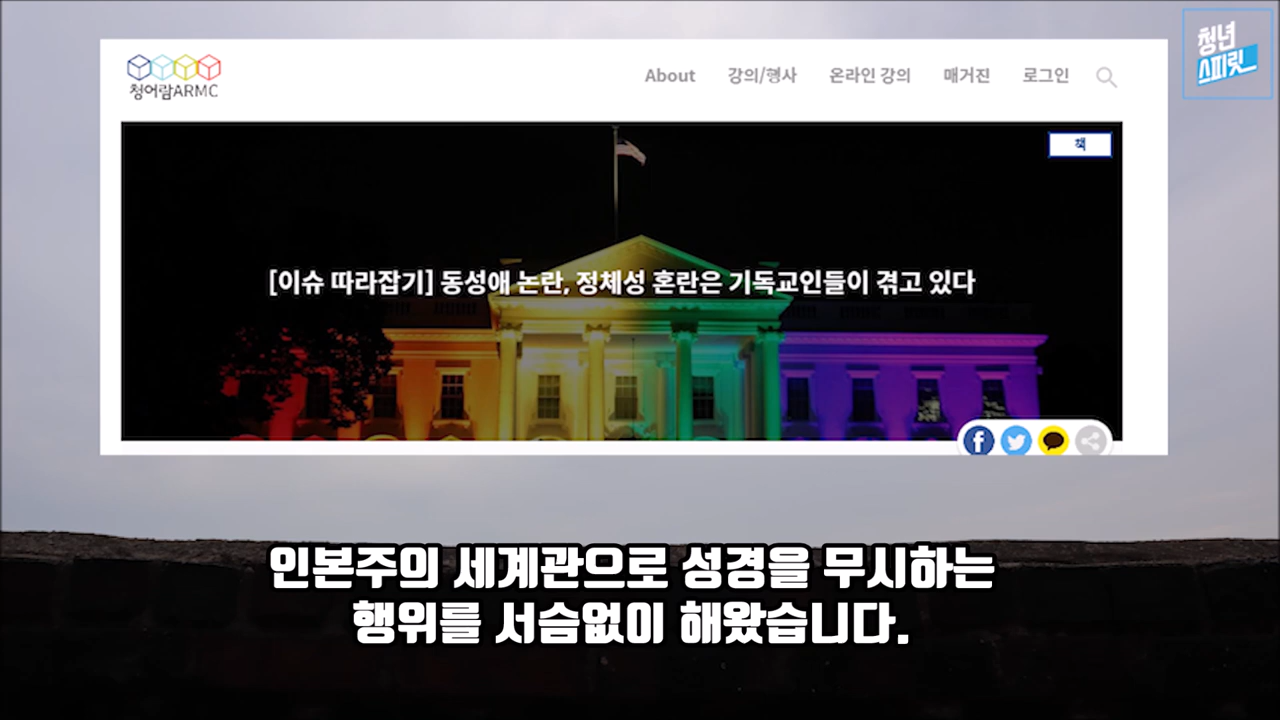 청년
스피릿
청어람ARMC
About 강의/행사 온라인 강의 매거진 로그인
책
[이슈 따라잡기] 동성애 논란, 정체성 혼란은 기독교인들이 겪고 있다
인본주의 세계관으로 성경을 무시하는
행위를 서슴없이 해왔습니다.